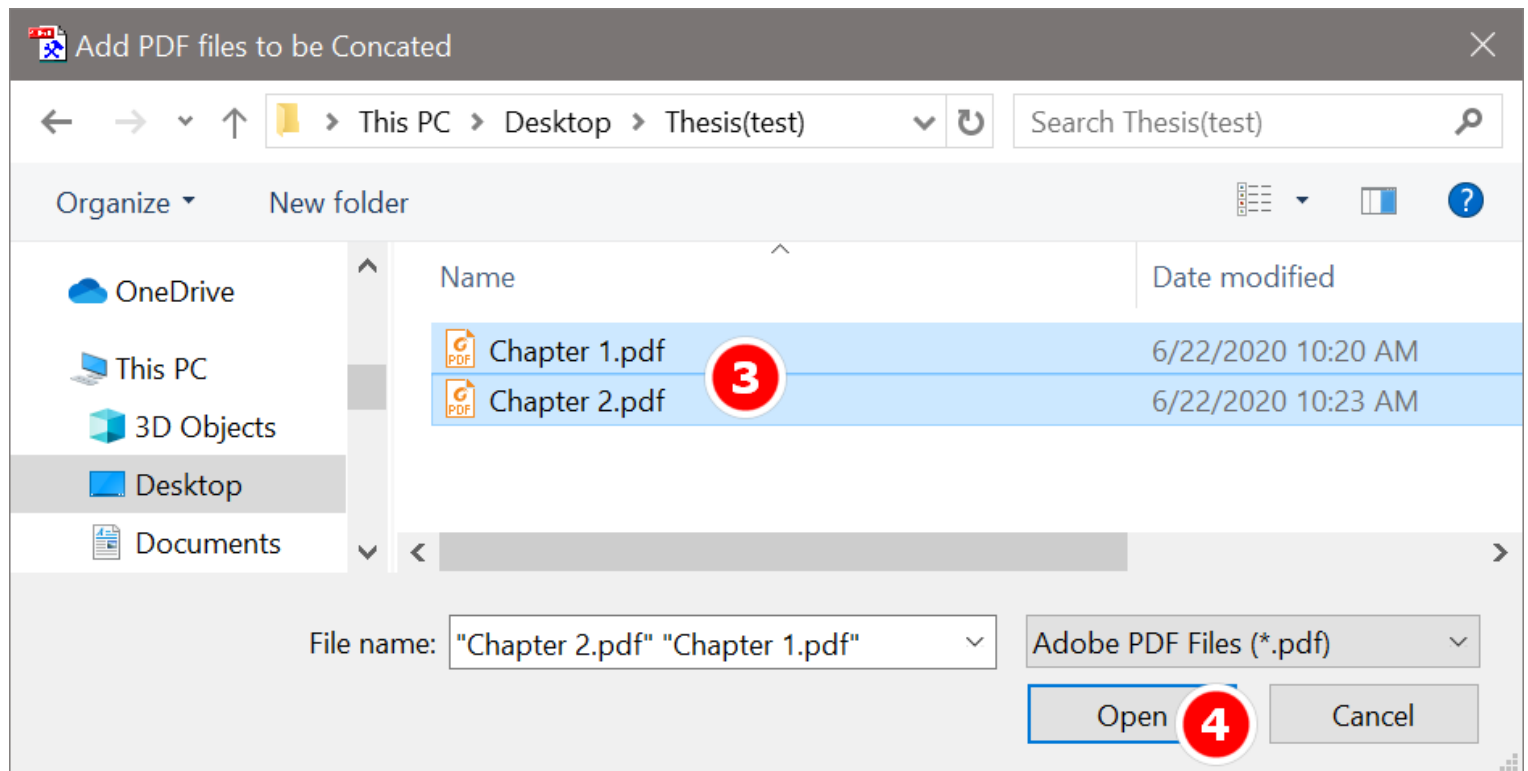 Add PDF files to be Concated
This PC > Desktop > Thesis(test)
Search Thesis(test)
Organize
New folder
?
OneDrive
This PC
3D Objects
Desktop
Documents
Name
Date modified
Chapter 1.pdf
6/22/2020 10:20 AM
Chapter 2.pdf
6/22/2020 10:23 AM
3
File name:
"Chapter 2.pdf" "Chapter 1.pdf"
Adobe PDF Files (*.pdf)
Open
4
Cancel